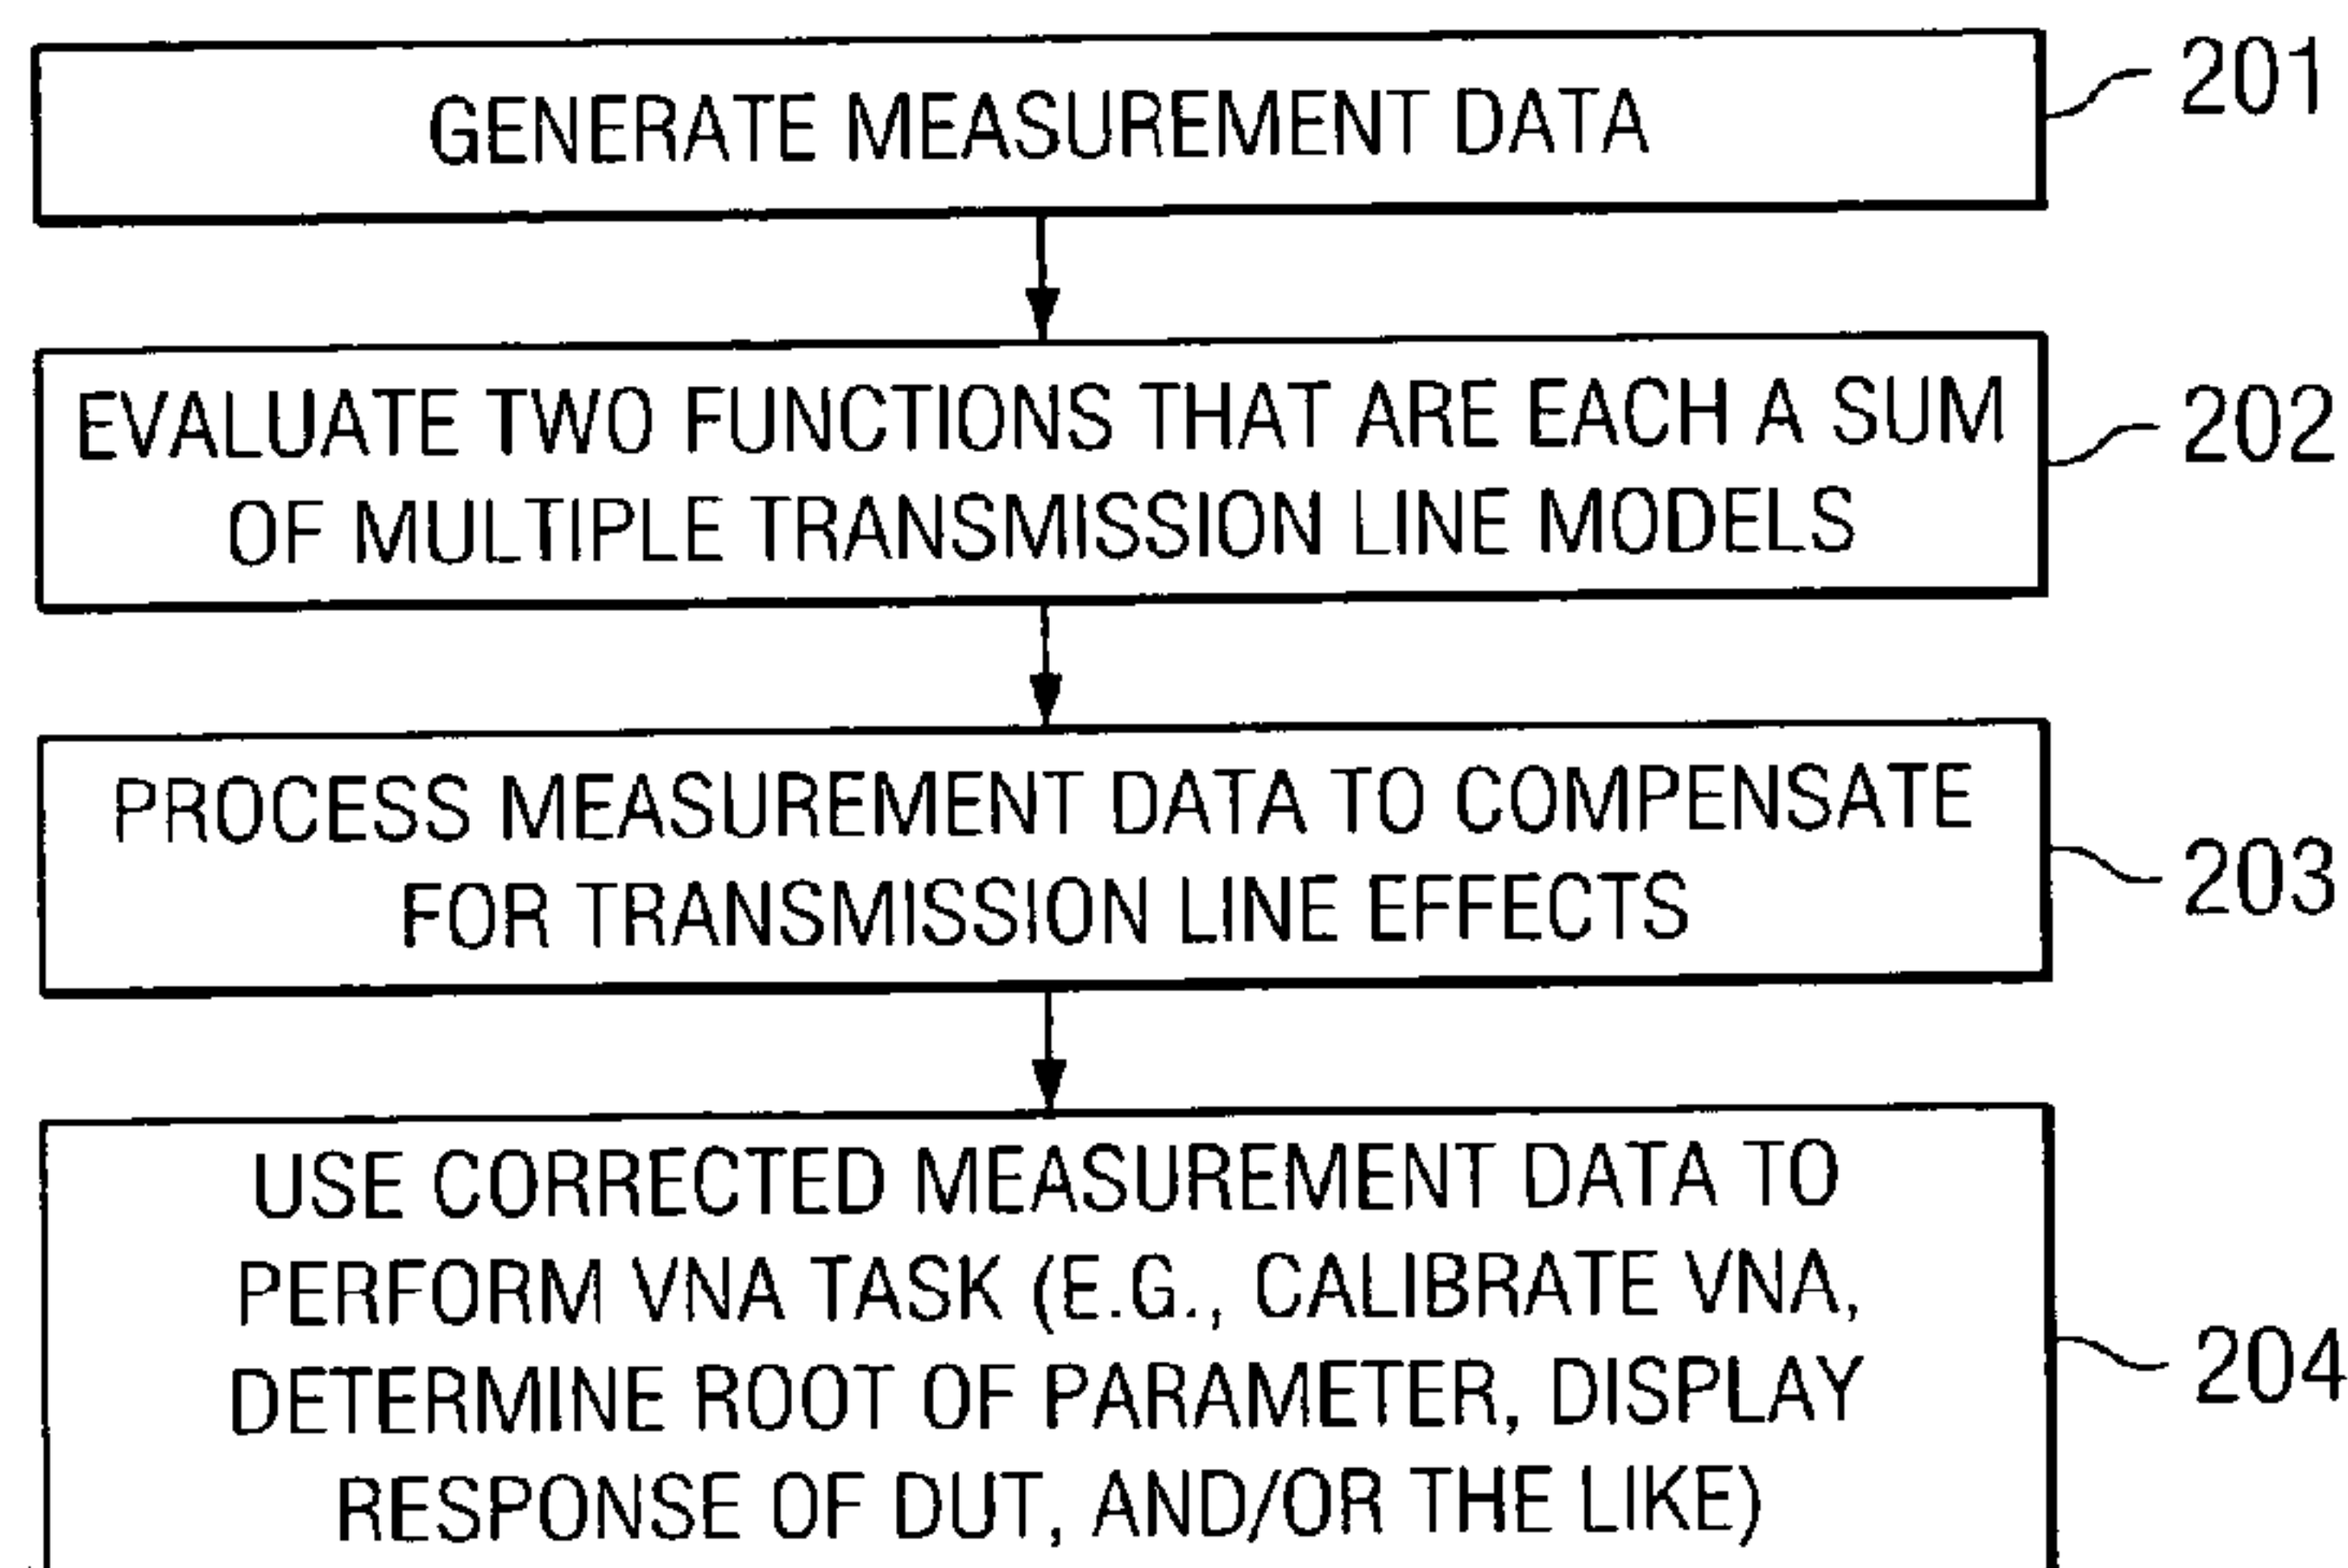 GENERATE MEASUREMENT DATA
201
EVALUATE TWO FUNCTIONS THAT ARE EACH A SUM
OF MULTIPLE TRANSMISSION LINE MODELS
202
PROCESS MEASUREMENT DATA TO COMPENSATE
FOR TRANSMISSION LINE EFFECTS
203
USE CORRECTED MEASUREMENT DATA TO
PERFORM VNA TASK (E.G., CALIBRATE VNA,
DETERMINE ROOT OF PARAMETER, DISPLAY
RESPONSE OF DUT, AND/OR THE LIKE)
204